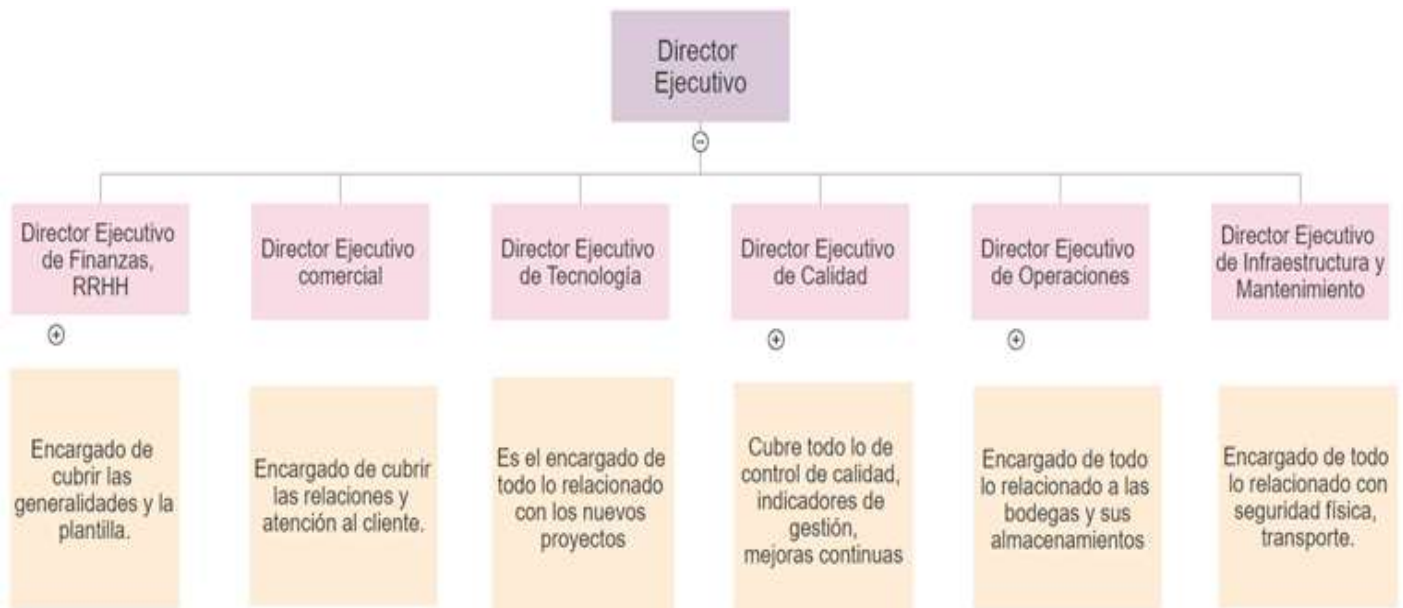 Director
Ejecutivo
Director Ejecutivo
de Finanzas,
RRHH
Director Ejecutivo
comercial
Director Ejecutivo
de Tecnología
Director Ejecutivo
de Calidad
Director Ejecutivo
de Operaciones
Director Ejecutivo
de Infraestructura y
Mantenimiento
Encargado de
cubrir las
generalidades y la
plantilla.
Encargado de cubrir
las relaciones y
atención al cliente.
Es el encargado de
todo lo relacionado
con los nuevos
proyectos
Cubre todo lo de
control de calidad,
indicadores de
gestión,
mejoras continuas
Encargado de todo
lo relacionado a las
bodegas y sus
almacenamientos
Encargado de todo
lo relacionado con
seguridad física,
transporte.